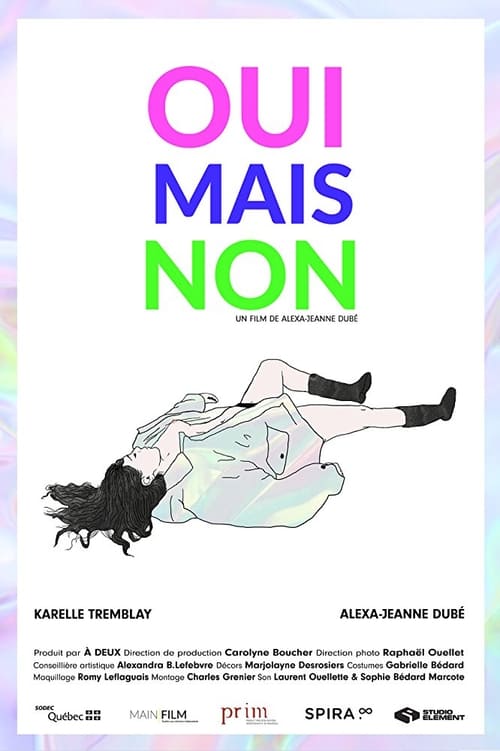 OUI
MAIS
NON
UN FILM DE ALEXA-JEANNE DUBÉ
KARELLE TREMBLAY
ALEXA-JEANNE DUBÉ
Produit par À DEUX Direction de production Carolyne Boucher Direction photo Raphaël Ouellet
Conseillière artistique Alexandra B.Lefebvre Décors Marjolayne Desrosiers Costumes Gabrielle Bédard
Maquillage Romy Leflaguais Montage Charles Grenier Son Laurent Ouellette & Sophie Bédard Marcote
SODEC
Québec
MAIN FILM
prim
SPIRA
STUDIO
ELEMENT